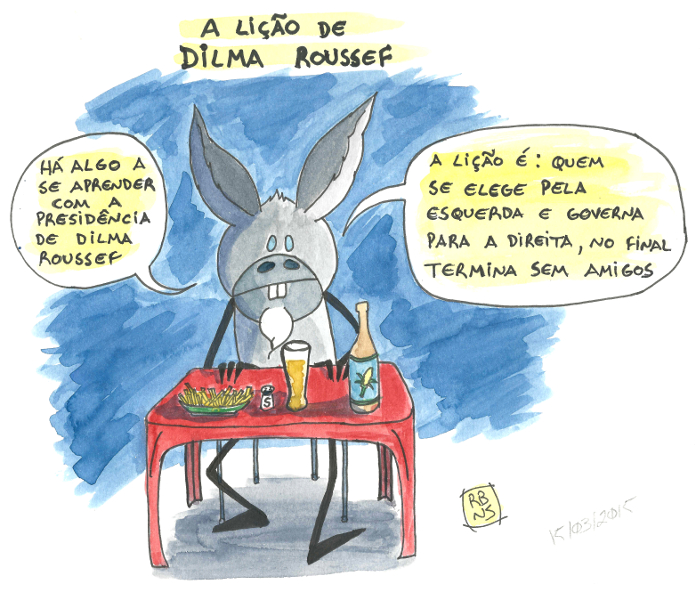 A LIÇÃO DE
DILMA ROUSSEF
HÁ ALGO A
SE APRENDER
COM A
PRESIDÊNCIA
DE DILMA
ROUSSEF
A LIÇÃO É: QUEM
SE ELEGE PELA
ESQUERDA E GOVERNA
PARA A DIREITA, NO FINAL
TERMINA SEM AMIGOS
S
RB
NS
15/03/2015